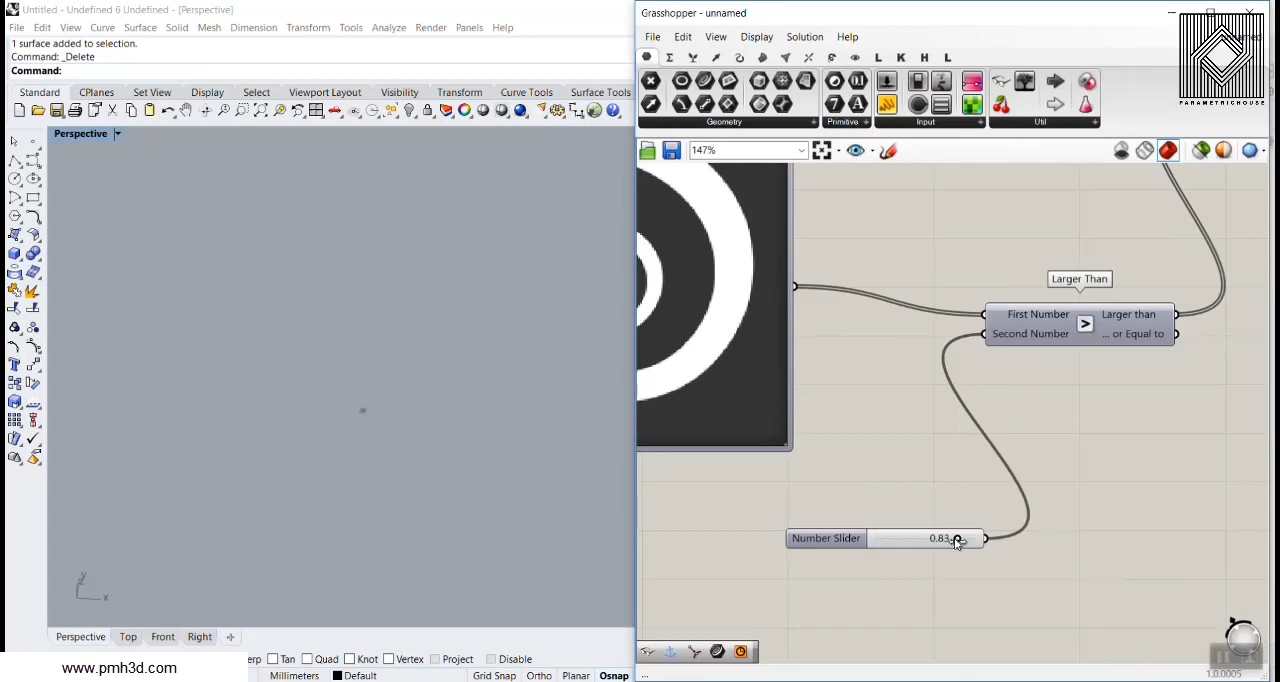 Untitled - Undefined 6 Undefined - [Perspective]
File Edit View Curve Surface Solid Mesh Dimension Transform Tools Analyze Render Panels Help
1 surface added to selection.
Command: _Delete
Command:
Standard CPlanes Set View Display Select Viewport Layout Visibility Transform Curve Tools Surface Tools
Perspective
z
y
x
Perspective Top Front Right
erp Tan Quad Knot Vertex Project Disable
Millimeters Default Grid Snap Ortho Planar Osnap
www.pmh3d.com
Grasshopper - unnamed
File Edit View Display Solution Help
L K H L
Geometry Primitive Input Util
147%
PARAMETRICHOUSE
Larger Than
First Number > Larger than
Second Number ... or Equal to
Number Slider 0.83
...
1.0.0005